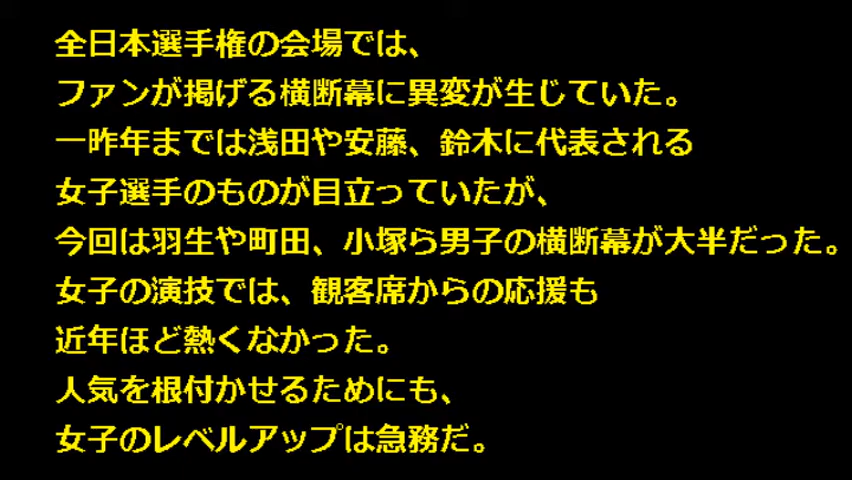 全日本選手権の会場では、
ファンが掲げる横断幕に異変が生じていた。
一昨年までは浅田や安藤、鈴木に代表される
女子選手のものが目立っていたが、
今回は羽生や町田、小塚ら男子の横断幕が大半だった。
女子の演技では、観客席からの応援も
近年ほど熱くなかった。
人気を根付かせるためにも、
女子のレベルアップは急務だ。